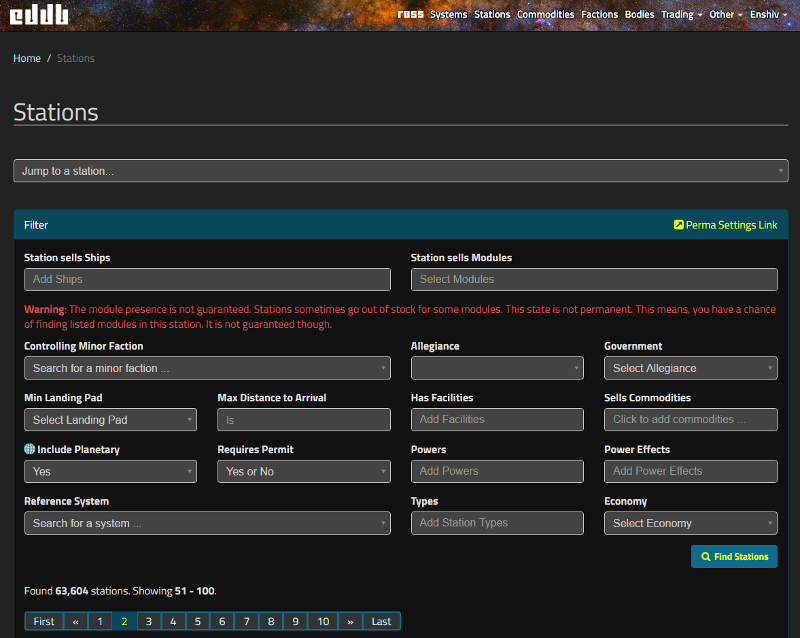 eddb
ross Systems Stations Commodities Factions Bodies Trading Other Enshiv
Home / Stations
Stations
Jump to a station...
Filter Perma Settings Link
Station sells Ships Station sells Modules
Add Ships Select Modules
Warning: The module presence is not guaranteed. Stations sometimes go out of stock for some modules. This state is not permanent. This means, you have a chance
of finding listed modules in this station. It is not guaranteed though.
Controlling Minor Faction Allegiance Government
Search for a minor faction ... Select Allegiance
Min Landing Pad Max Distance to Arrival Has Facilities Sells Commodities
Select Landing Pad ls Add Facilities Click to add commodities ...
Include Planetary Requires Permit Powers Power Effects
Yes Yes or No Add Powers Add Power Effects
Reference System Types Economy
Search for a system ... Add Station Types Select Economy
Find Stations
Found 63,604 stations. Showing 51 - 100.
First « 1 2 3 4 5 6 7 8 9 10 » Last